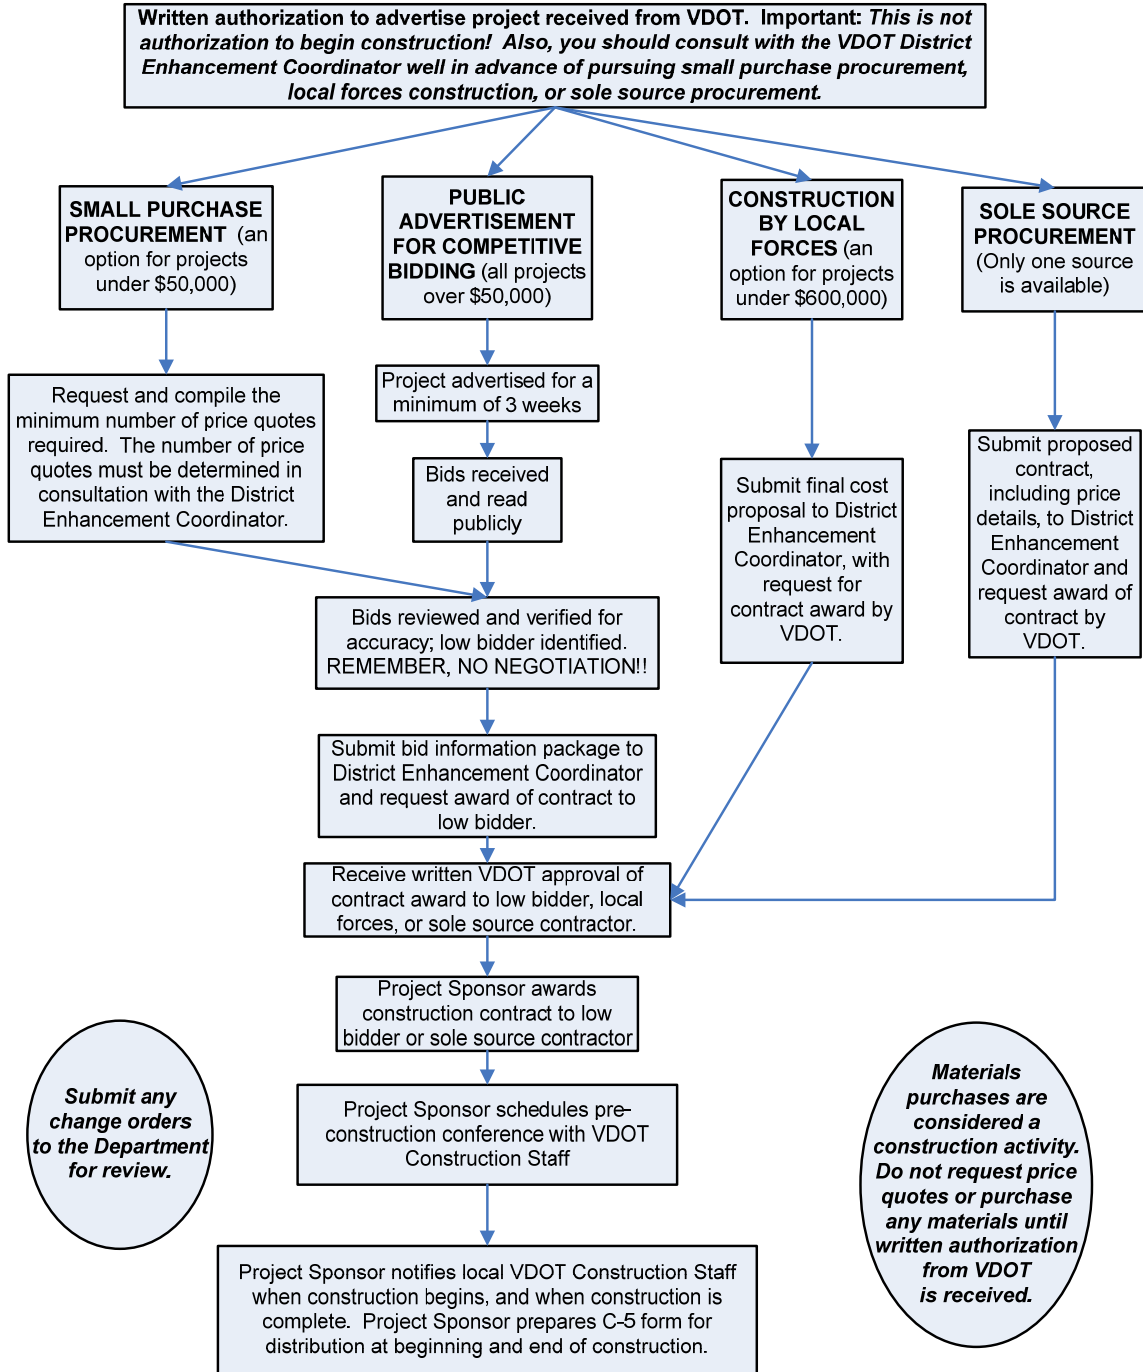 Written authorization to advertise project received from VDOT.  Important: This is not
authorization to begin construction!  Also, you should consult with the VDOT District
Enhancement Coordinator well in advance of pursuing small purchase procurement,
local forces construction, or sole source procurement.
SMALL PURCHASE
PROCUREMENT  (an
option for projects
under $50,000)
PUBLIC
ADVERTISEMENT
FOR COMPETITIVE
BIDDING (all projects
over $50,000)
CONSTRUCTION
BY LOCAL
FORCES (an
option for projects
under $600,000)
SOLE SOURCE
PROCUREMENT
(Only one source
is available)
Request and compile the
minimum number of price quotes
required.  The number of price
quotes must be determined in
consultation with the District
Enhancement Coordinator.
Project advertised for a
minimum of 3 weeks
Bids received
and read
publicly
Submit final cost
proposal to District
Enhancement
Coordinator, with
request for
contract award by
VDOT.
Submit proposed
contract,
including price
details, to District
Enhancement
Coordinator and
request award of
contract by
VDOT.
Bids reviewed and verified for
accuracy; low bidder identified.
REMEMBER, NO NEGOTIATION!!
Submit bid information package to
District Enhancement Coordinator
and request award of contract to
low bidder.
Receive written VDOT approval of
contract award to low bidder, local
forces, or sole source contractor.
Project Sponsor awards
construction contract to low
bidder or sole source contractor
Submit any
change orders
to the Department
for review.
Project Sponsor schedules pre-
construction conference with VDOT
Construction Staff
Materials
purchases are
considered a
construction activity.
Do not request price
quotes or purchase
any materials until
written authorization
from VDOT
is received.
Project Sponsor notifies local VDOT Construction Staff
when construction begins, and when construction is
complete.  Project Sponsor prepares C-5 form for
distribution at beginning and end of construction.